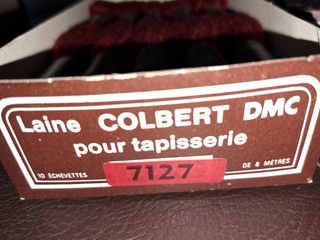 Laine COLBERT DMC
pour tapisserie
10 ÉCHEVETTES 7127 DE 8 MÈTRES